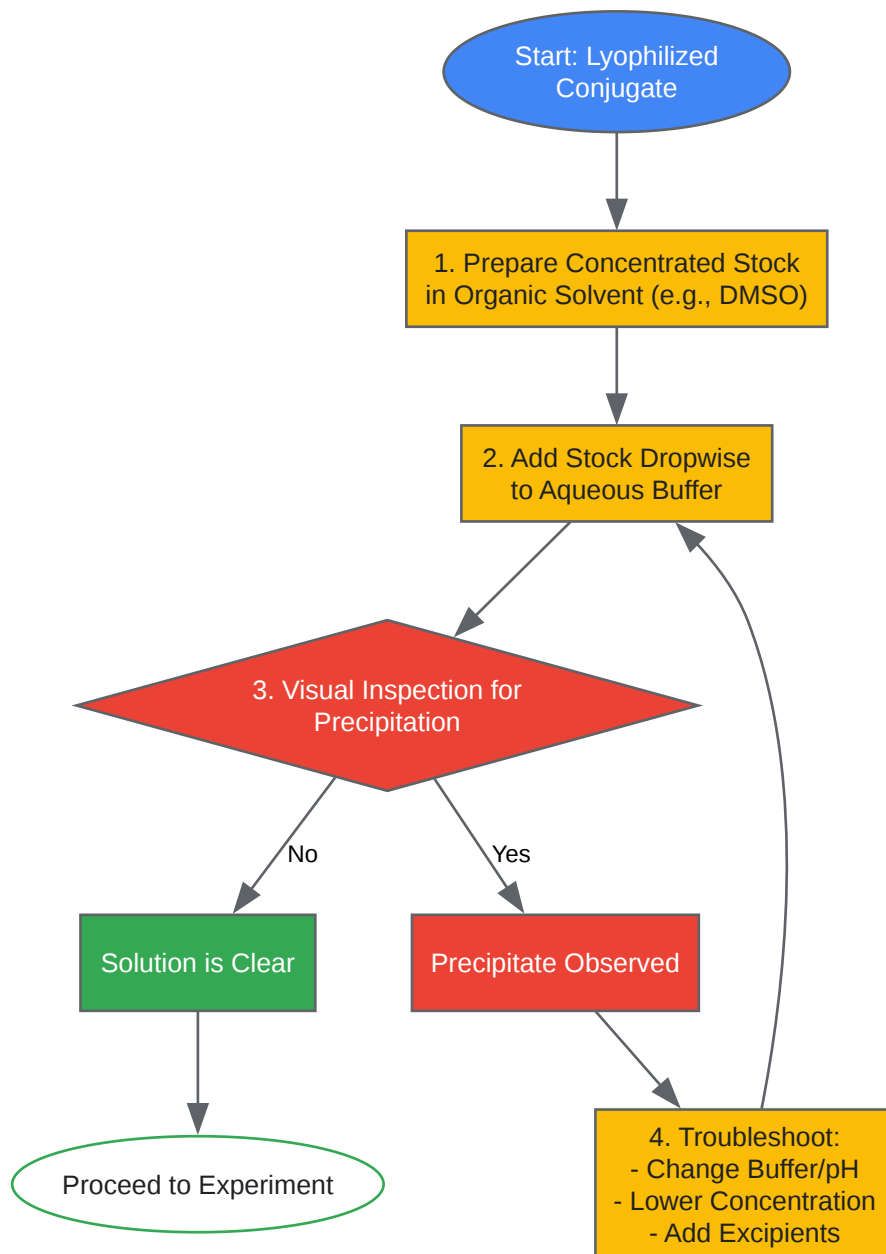 Start: Lyophilized
Conjugate
1. Prepare Concentrated Stock
in Organic Solvent (e.g., DMSO)
2. Add Stock Dropwise
to Aqueous Buffer
3. Visual Inspection for
Precipitation
No
Yes
Solution is Clear
Precipitate Observed
4. Troubleshoot:
- Change Buffer/pH
- Lower Concentration
- Add Excipients
Proceed to Experiment